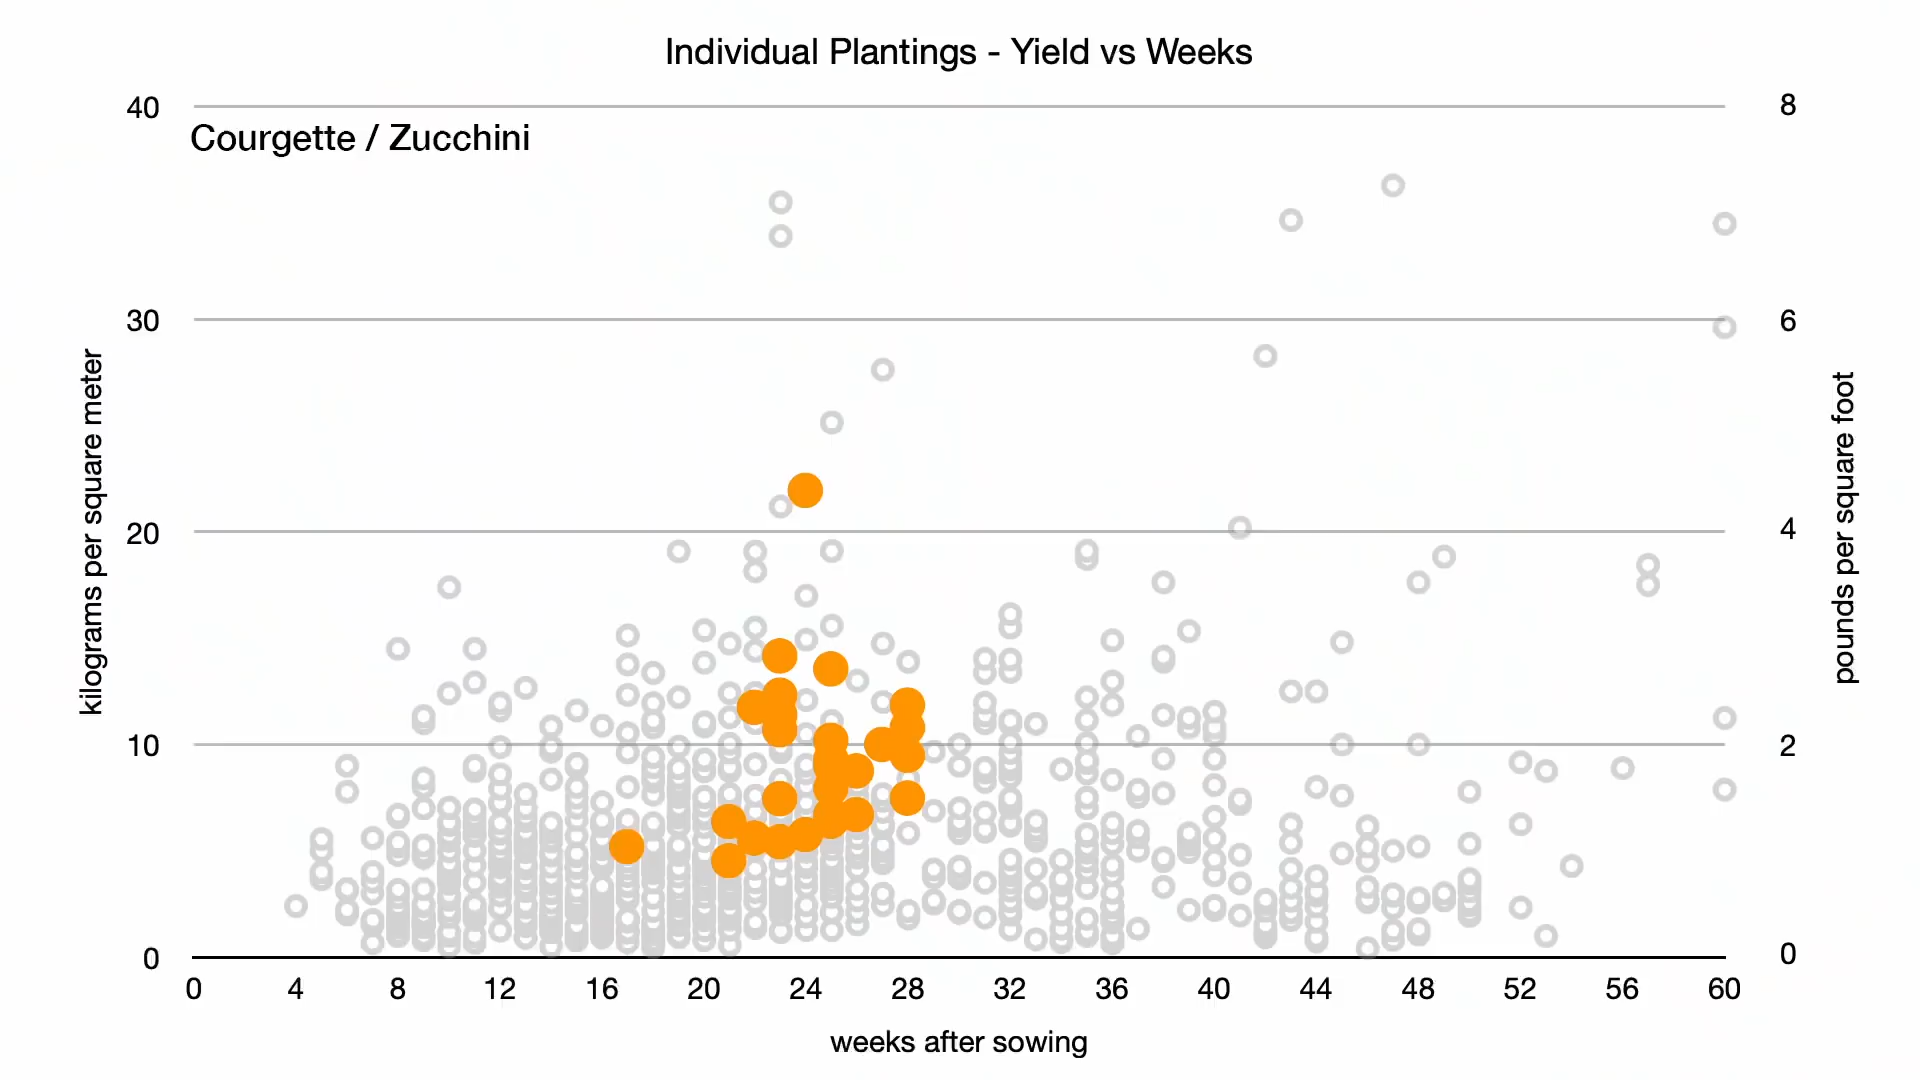 Individual Plantings - Yield vs Weeks
Courgette / Zucchini
kilograms per square meter
40
30
20
10
0
8
6
4
2
0
pounds per square foot
0 4 8 12 16 20 24 28 32 36 40 44 48 52 56 60
weeks after sowing